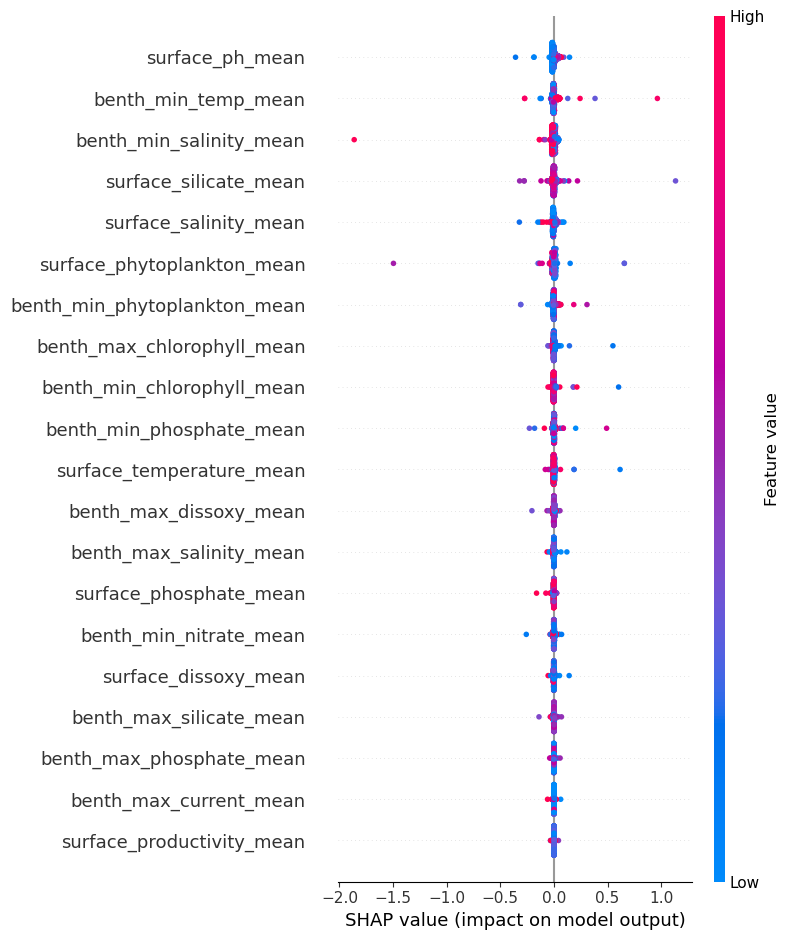 High
surface_ph_mean
benth_min_temp_mean
benth_min_salinity_mean
surface_silicate_mean
surface_salinity_mean
surface_phytoplankton_mean
benth_min_phytoplankton_mean
benth_max_chlorophyll_mean
benth_min_chlorophyll_mean
benth_min_phosphate_mean
surface_temperature_mean
benth_max_dissoxy_mean
benth_max_salinity_mean
surface_phosphate_mean
benth_min_nitrate_mean
surface_dissoxy_mean
benth_max_silicate_mean
benth_max_phosphate_mean
benth_max_current_mean
surface_productivity_mean
Feature value
Low
−2.0 −1.5 −1.0 −0.5 0.0 0.5 1.0
SHAP value (impact on model output)